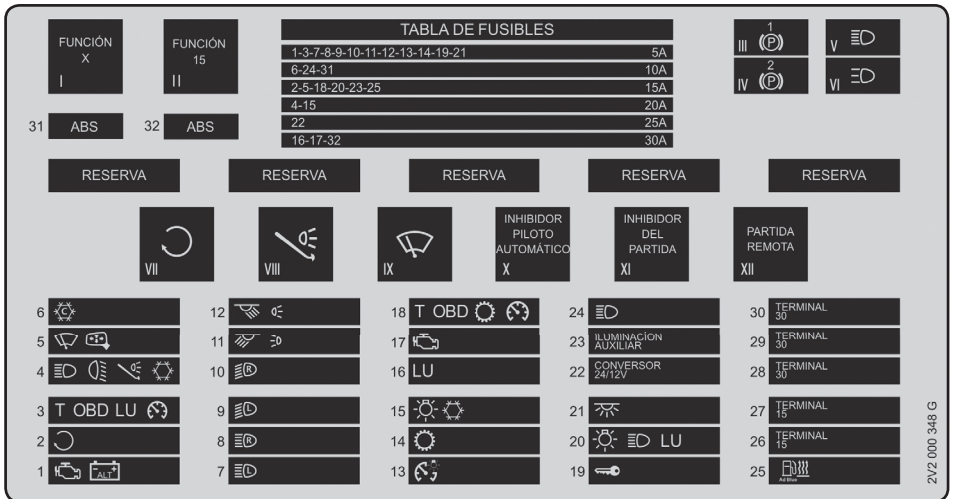 FUNCIÓN
X
I
FUNCIÓN
15
II
TABLA DE FUSIBLES
1-3-7-8-9-10-11-12-13-14-19-21 5A
6-24-31 10A
2-5-18-20-23-25 15A
4-15 20A
22 25A
16-17-32 30A
1
III (P)
V
2
IV (P)
VI
31 ABS
32 ABS
RESERVA RESERVA RESERVA RESERVA RESERVA
VII
VIII
IX
INHIBIDOR
PILOTO
AUTOMÁTICO
X
INHIBIDOR
DEL
PARTIDA
XI
PARTIDA
REMOTA
XII
6 C
5
4
3 T OBD LU
2
1 ALT
12
11
10 R
9 L
8 R
7 L
18 T OBD
17
16 LU
15
14
13
24
23 ILUMINACÍON
AUXILIAR
22 CONVERSOR
24/12V
21
20 LU
19
30 TERMINAL
30
29 TERMINAL
30
28 TERMINAL
30
27 TERMINAL
15
26 TERMINAL
15
25 Ad Blue
2V2 000 348 G